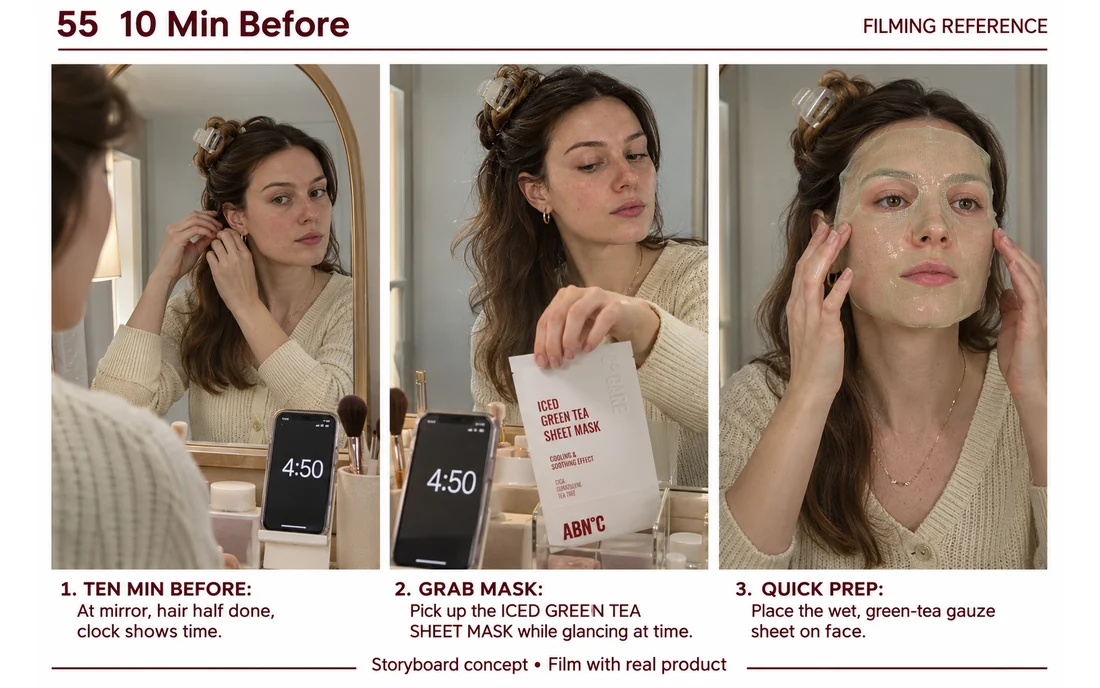 55 10 Min Before
FILMING REFERENCE
4:50
4:50
ICED
GREEN TEA
SHEET MASK
COOLING &
SOOTHING EFFECT
CICA
TEA TREE
ABN°C
1. TEN MIN BEFORE:
At mirror, hair half done,
clock shows time.
2. GRAB MASK:
Pick up the ICED GREEN TEA
SHEET MASK while glancing at time.
3. QUICK PREP:
Place the wet, green-tea gauze
sheet on face.
Storyboard concept • Film with real product